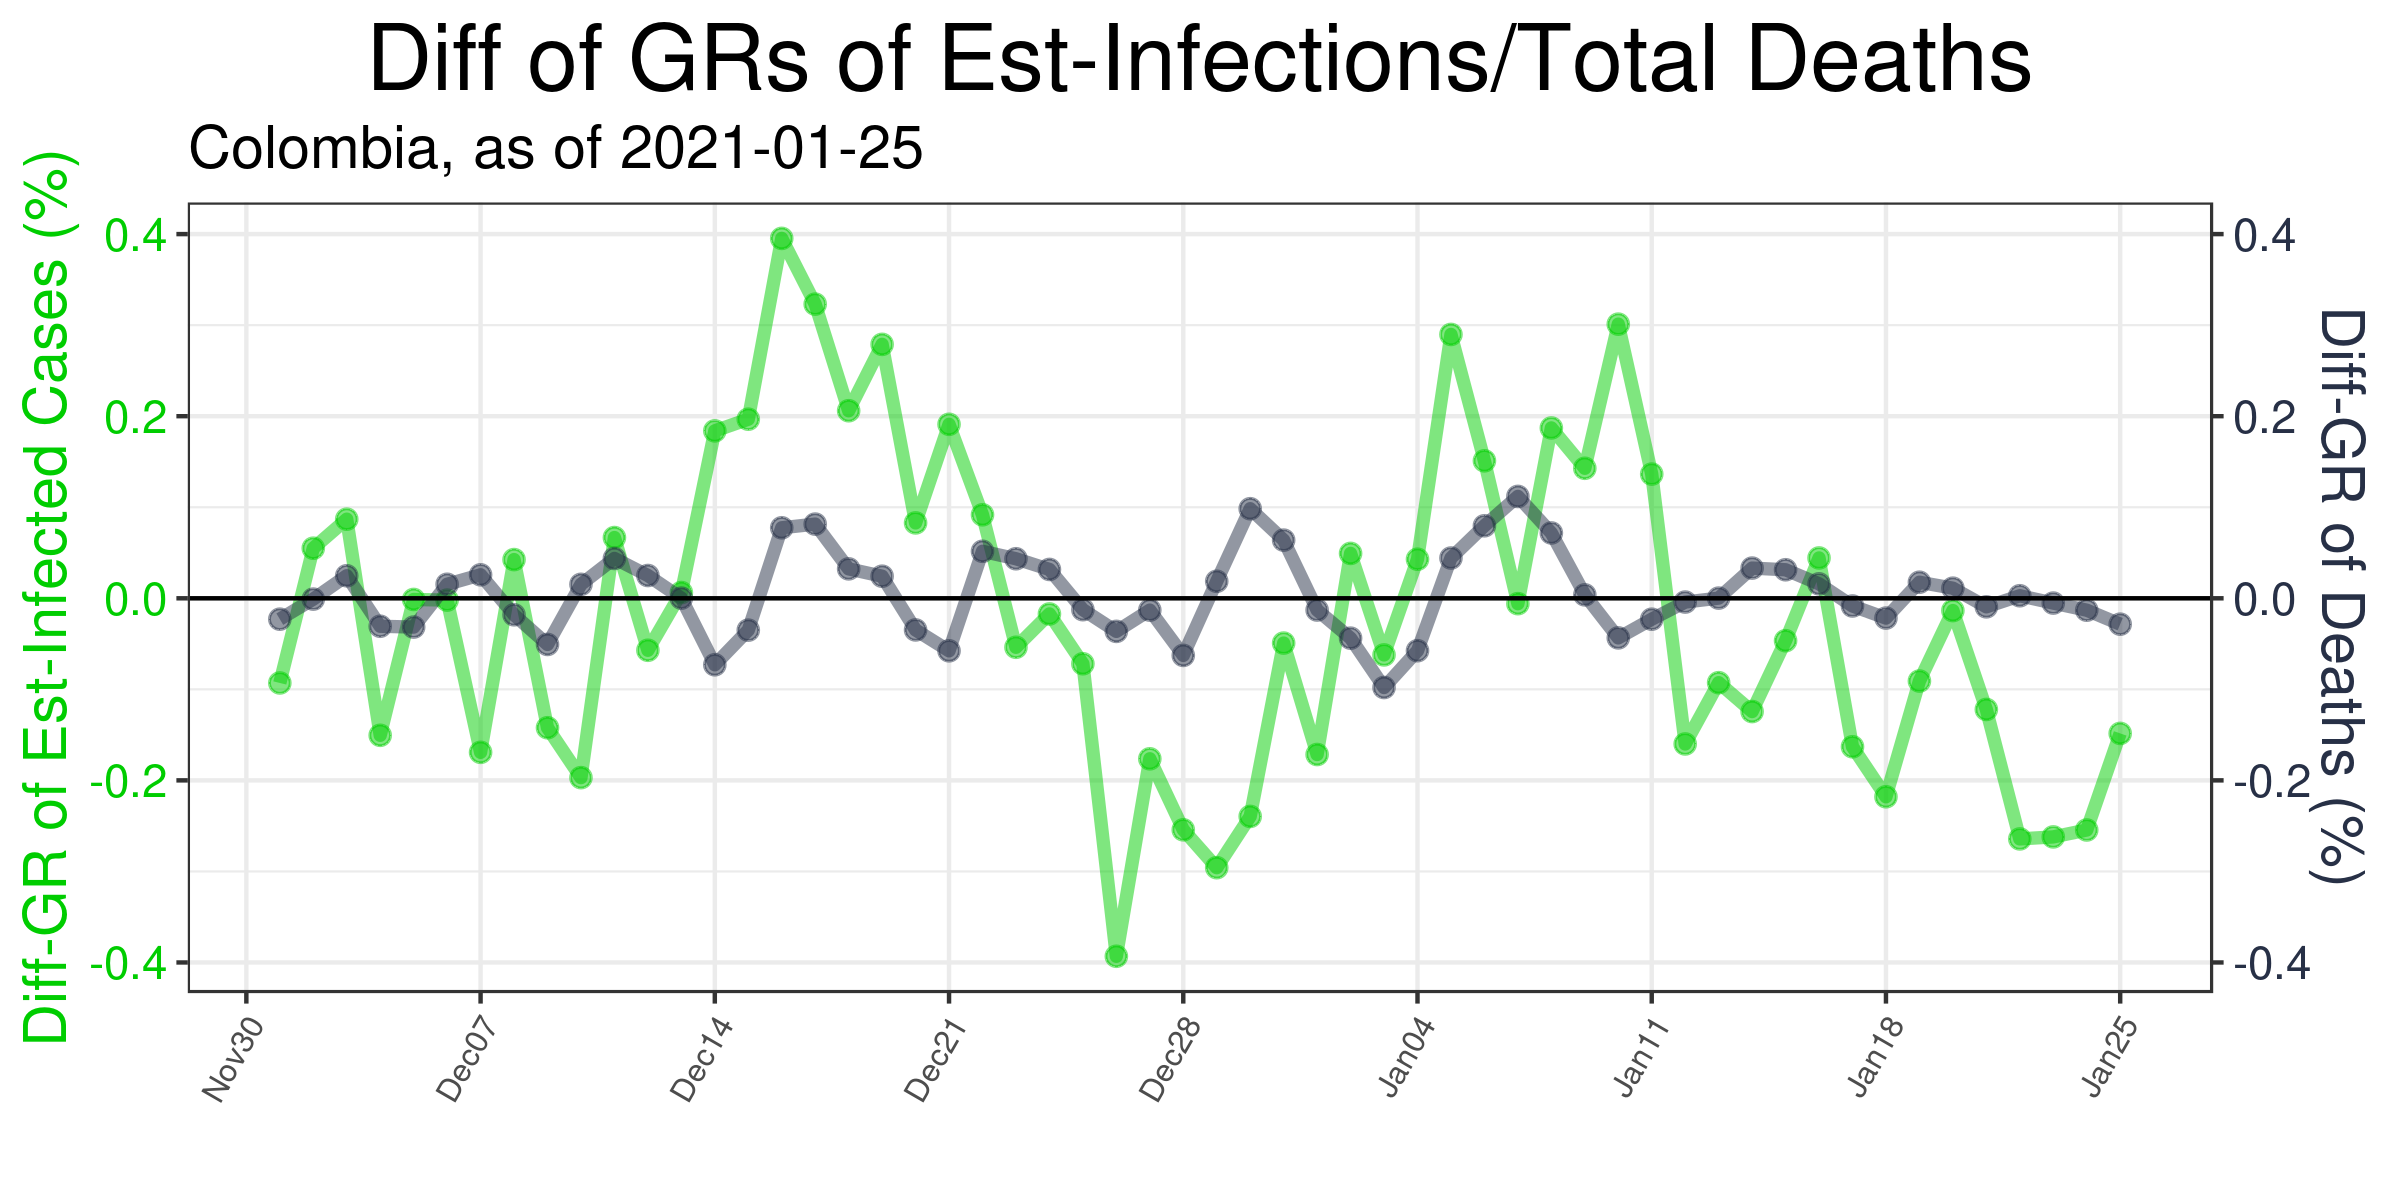 Diff of GRs of Est-Infections/Total Deaths
Colombia, as of 2021-01-25
Diff-GR of Est-Infected Cases (%)
0.4
0.2
0.0
-0.2
-0.4
0.4
0.2
0.0
-0.2
-0.4
Diff-GR of Deaths (%)
Nov30
Dec07
Dec14
Dec21
Dec28
Jan04
Jan11
Jan18
Jan25